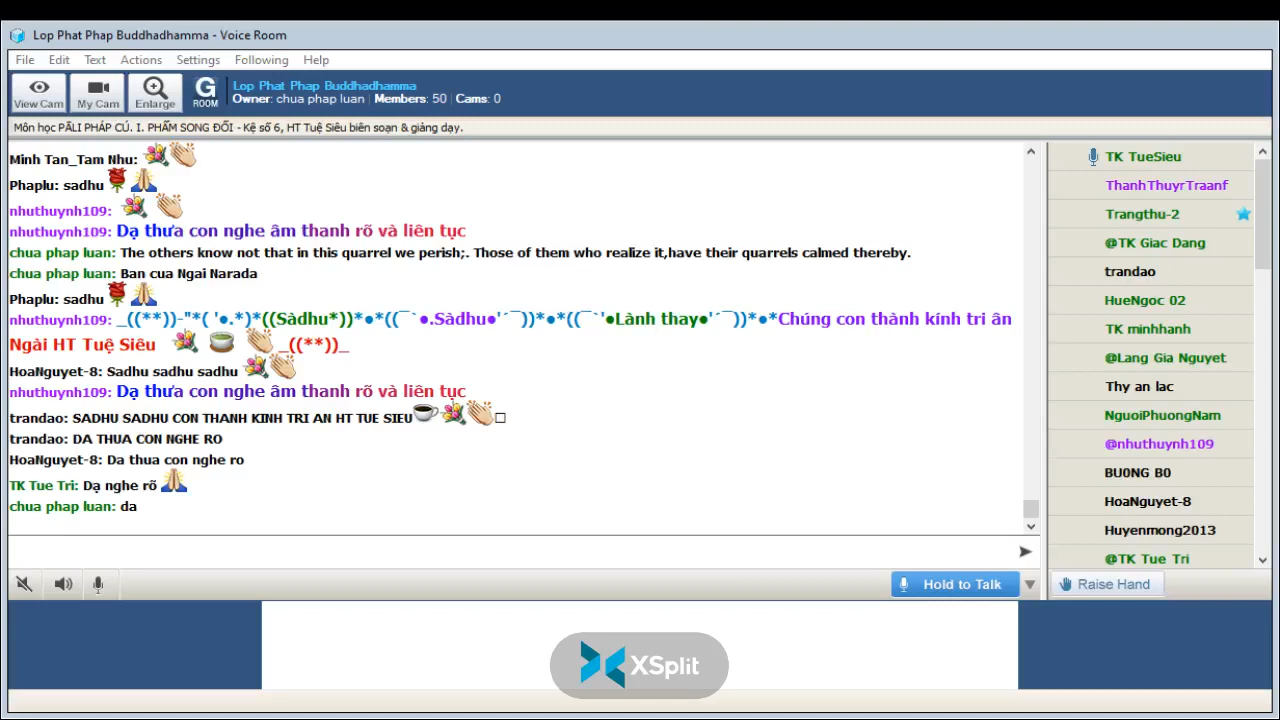 Lop Phat Phap Buddhadhamma - Voice Room
File Edit Text Actions Settings Following Help
View Cam My Cam Enlarge G ROOM
Lop Phat Phap Buddhadhamma
Owner: chua phap luan | Members: 50 | Cams: 0
Môn học PĀLI PHÁP CÚ. I. PHẨM SONG ĐỐI - Kệ số 6, HT Tuệ Siêu biên soạn & giảng dạy.
Minh Tan_Tam Nhu:
Phaplu: sadhu
nhuthuynh109:
nhuthuynh109: Dạ thưa con nghe âm thanh rõ và liên tục
chua phap luan: The others know not that in this quarrel we perish;. Those of them who realize it,have their quarrels calmed thereby.
chua phap luan: Ban cua Ngai Narada
Phaplu: sadhu
nhuthuynh109: _((**))-"*( '●.*)*((Sàdhu*))*●*((¯`●.Sàdhu●'´¯))*●*((¯`'●Lành thay●'´¯))*●*Chúng con thành kính tri ân
Ngài HT Tuệ Siêu _((**))_
HoaNguyet-8: Sadhu sadhu sadhu
nhuthuynh109: Dạ thưa con nghe âm thanh rõ và liên tục
trandao: SADHU SADHU CON THANH KINH TRI AN HT TUE SIEU
trandao: DA THUA CON NGHE RO
HoaNguyet-8: Da thua con nghe ro
TK Tue Tri: Dạ nghe rõ
chua phap luan: da
TK TueSieu
ThanhThuyrTraanf
Trangthu-2
@TK Giac Dang
trandao
HueNgoc 02
TK minhhanh
@Lang Gia Nguyet
Thy an lac
NguoiPhuongNam
@nhuthuynh109
BU0NG B0
HoaNguyet-8
Huyenmong2013
@TK Tue Tri
Hold to Talk
Raise Hand
XSplit